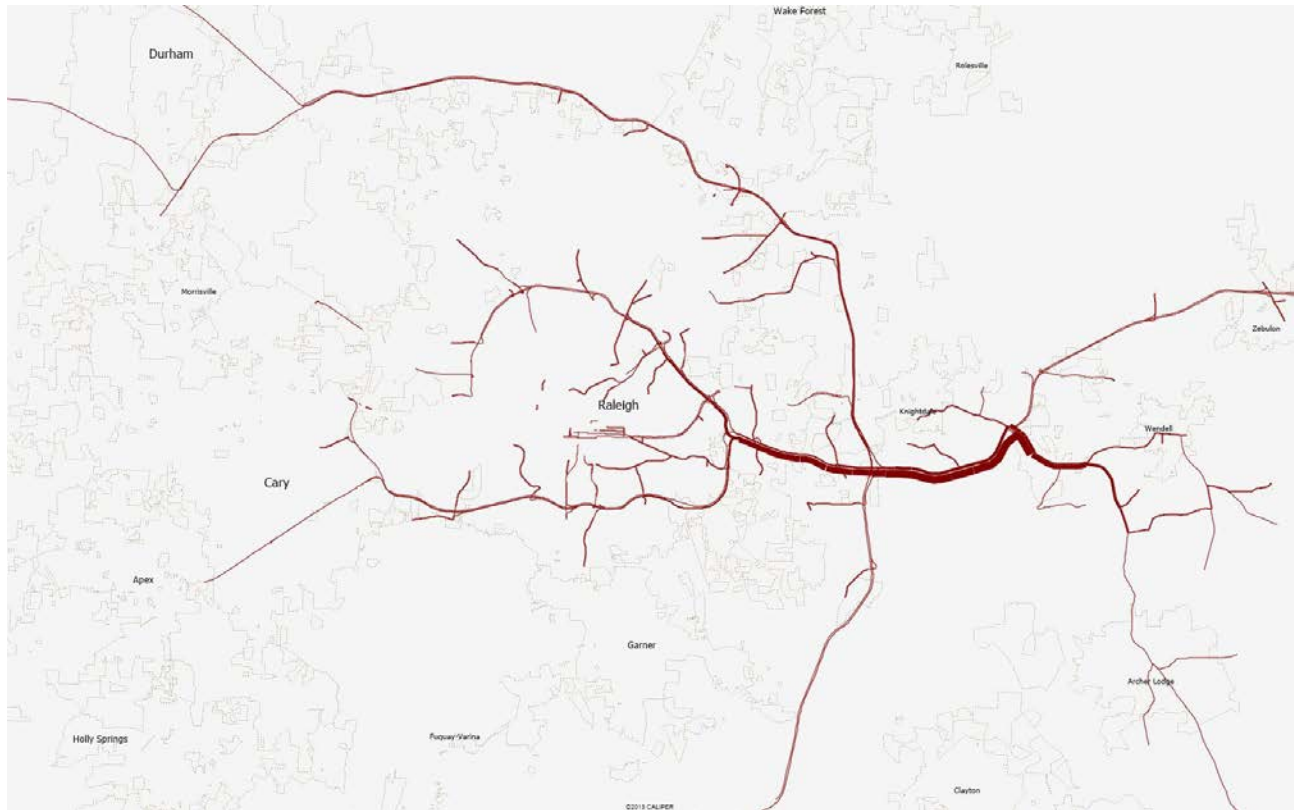 Wake Forest
Durham
Rolesville
Morrisville
Zebulon
Raleigh
Knightdale
Wendell
Cary
Apex
Garner
Archer Lodge
Holly Springs
Fuquay-Varina
Clayton
©2015 CALIPER